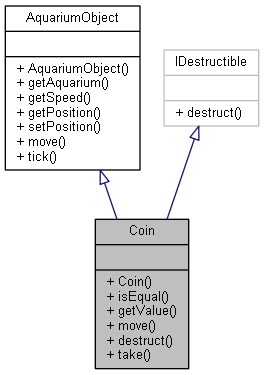 AquariumObject
+ AquariumObject()
+ getAquarium()
+ getSpeed()
+ getPosition()
+ setPosition()
+ move()
+ tick()
IDestructible
+ destruct()
Coin
+ Coin()
+ isEqual()
+ getValue()
+ move()
+ destruct()
+ take()